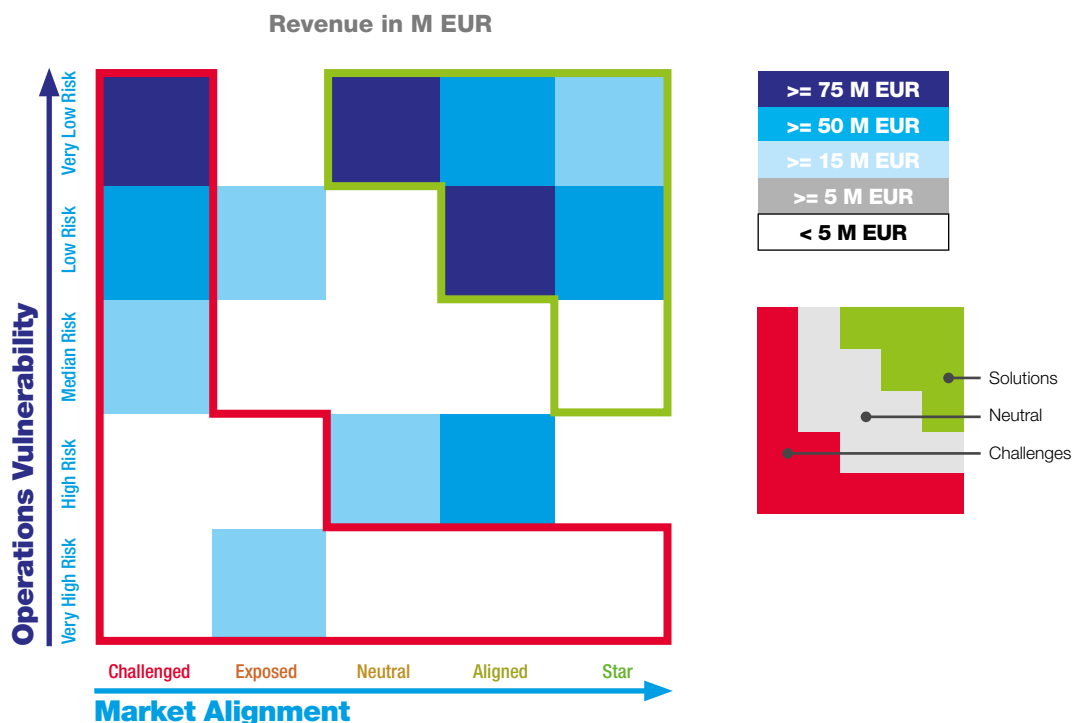 Revenue in M EUR
Operations Vulnerability
Very Low Risk
Low Risk
Median Risk
High Risk
Very High Risk
Challenged
Exposed
Neutral
Aligned
Star
Market Alignment
>= 75 M EUR
>= 50 M EUR
>= 15 M EUR
>= 5 M EUR
< 5 M EUR
Solutions
Neutral
Challenges